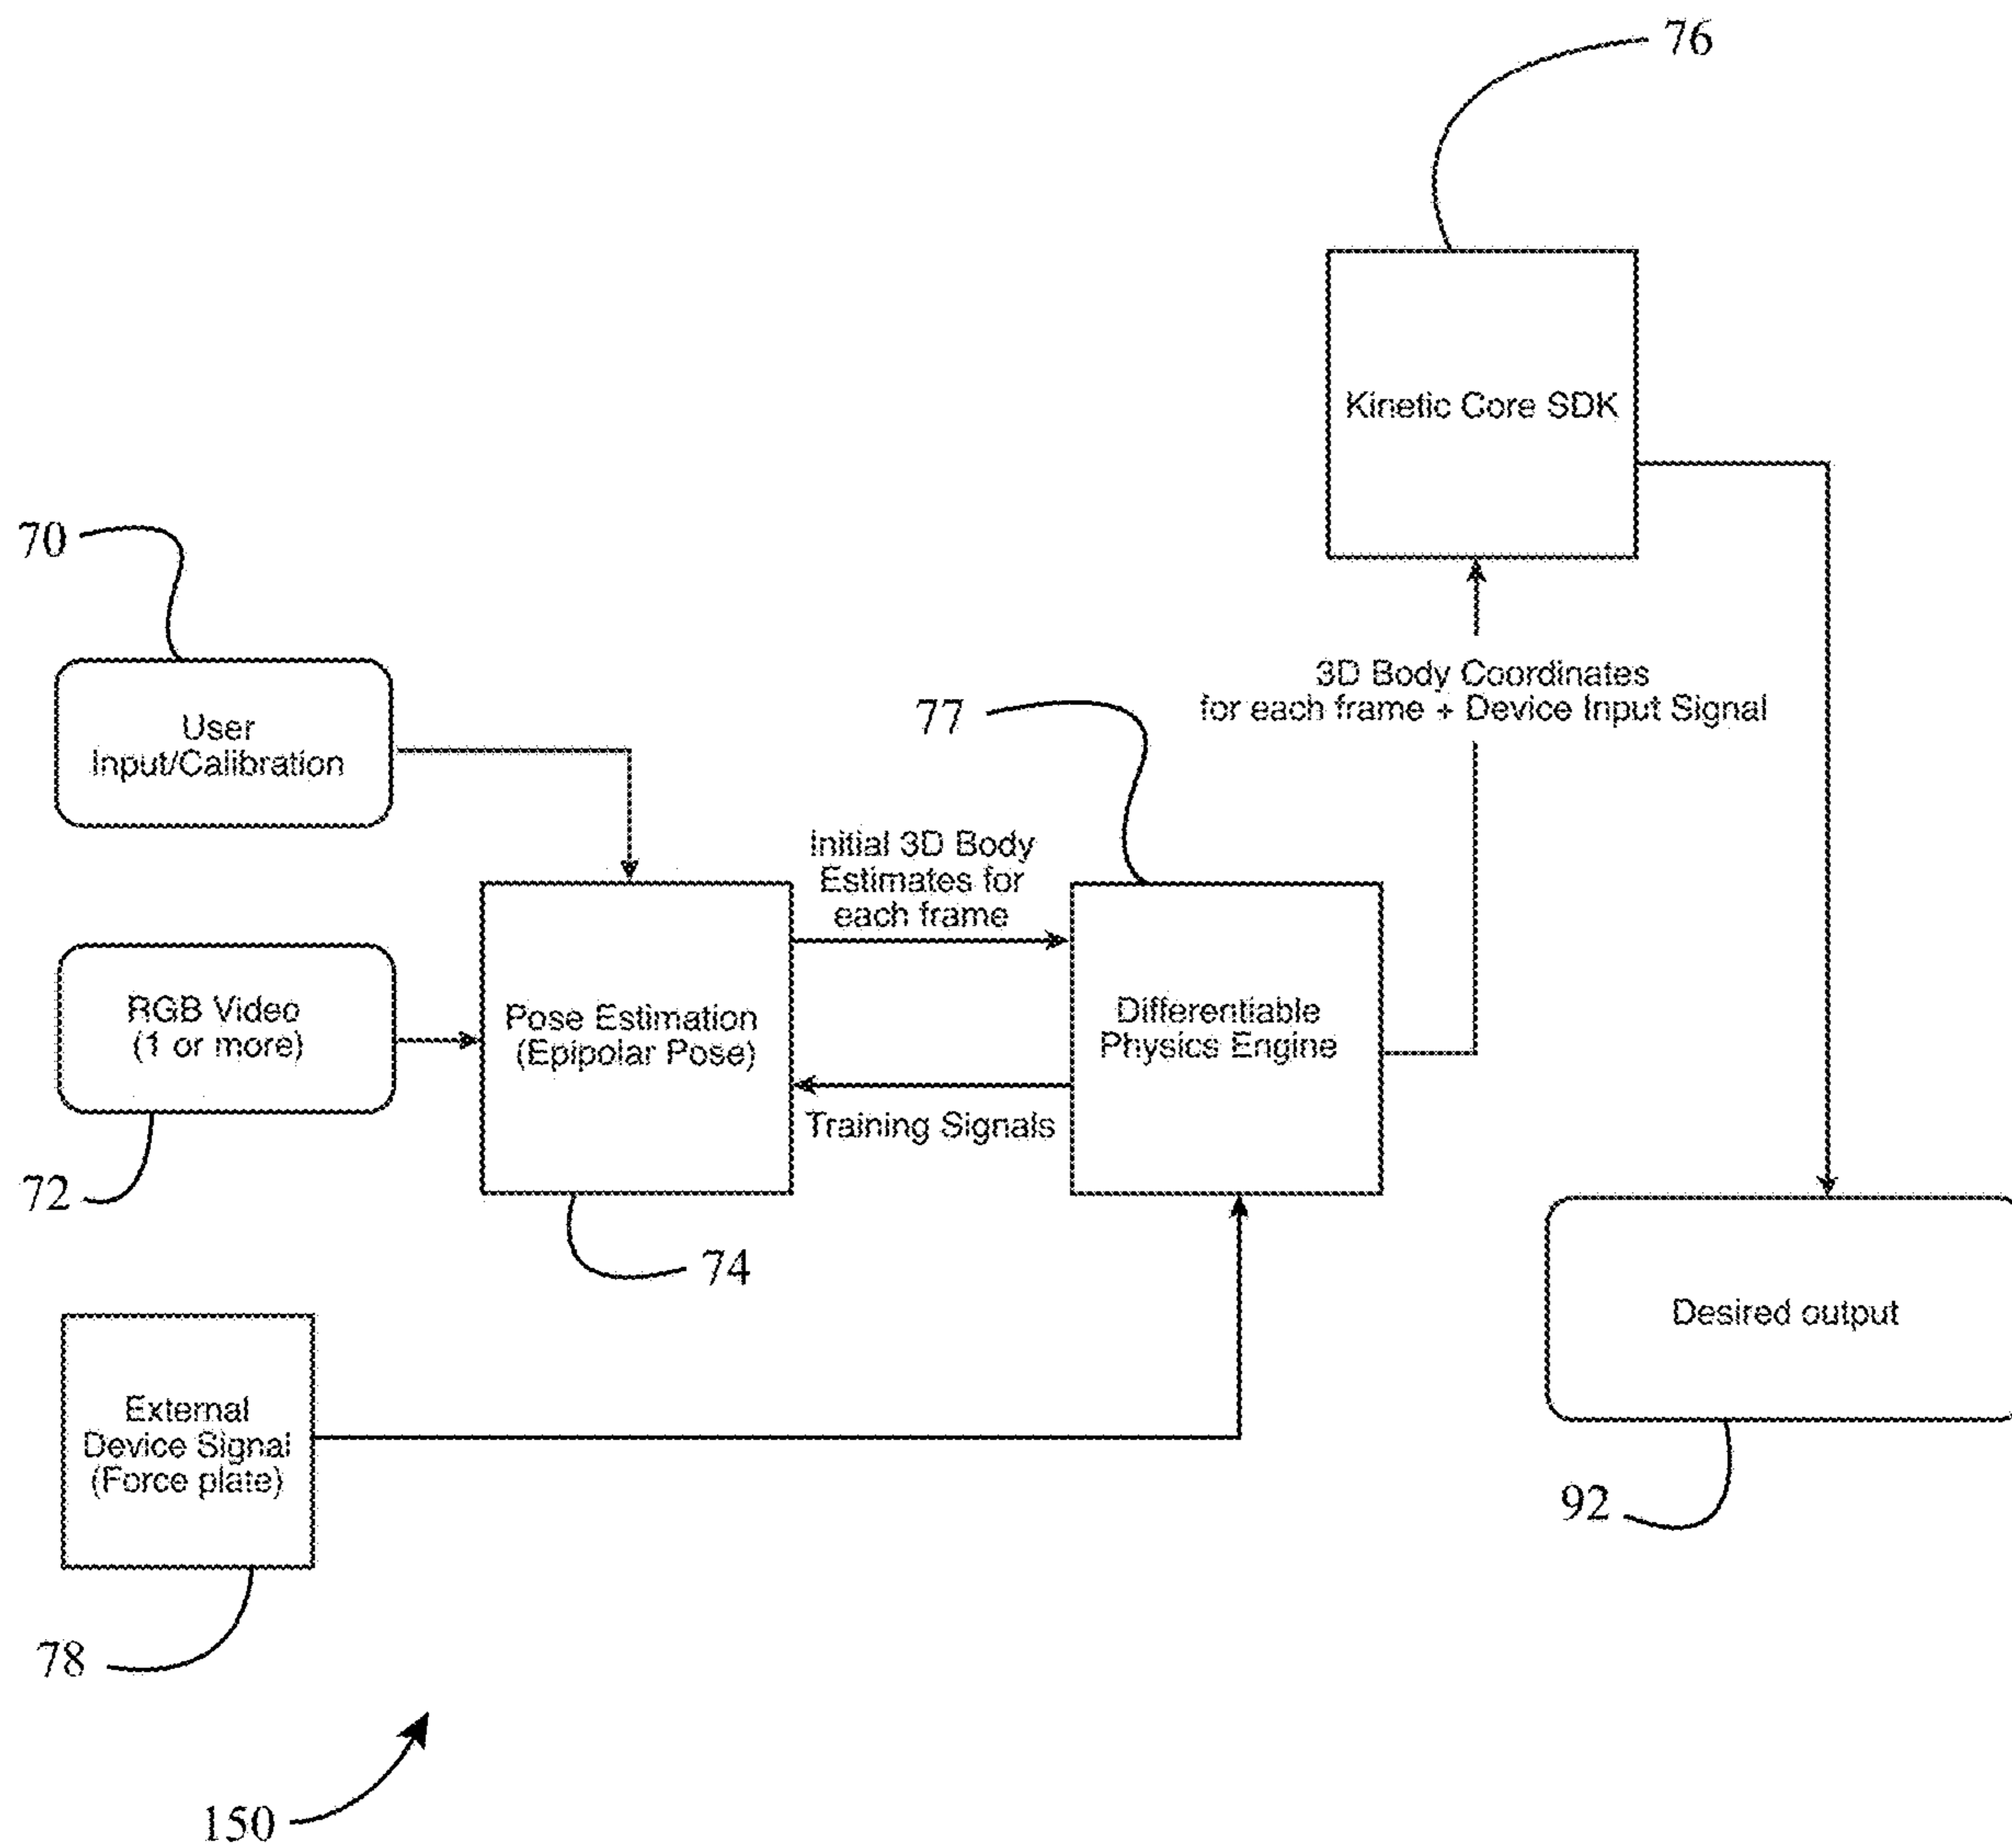 76
Kinetic Core SDK
70
User
Input/Calibration
3D Body Coordinates
for each frame + Device Input Signal
77
Initial 3D Body
Estimates for
each frame
RGB Video
(1 or more)
Pose Estimation
(Epipolar Pose)
Differentiable
Physics Engine
Training Signals
72
74
Desired output
External
Device Signal
(Force plate)
92
78
150